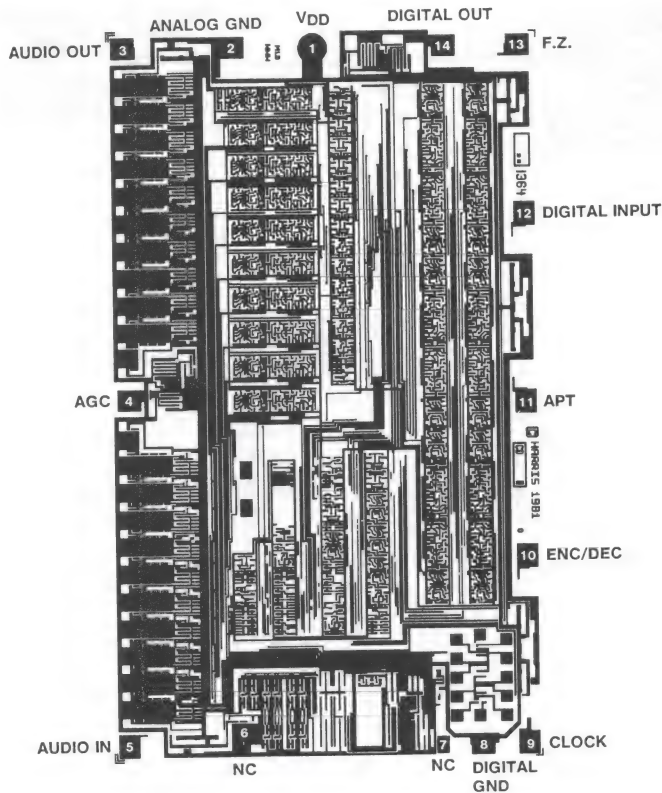 ANALOG GND
VDD
DIGITAL OUT
AUDIO OUT
3
2
1
14
13
F.Z.
1364
12
DIGITAL INPUT
AGC
4
11
APT
© HARRIS 1981
10
ENC/DEC
AUDIO IN
5
6
7
8
9
CLOCK
NC
NC
DIGITAL
GND